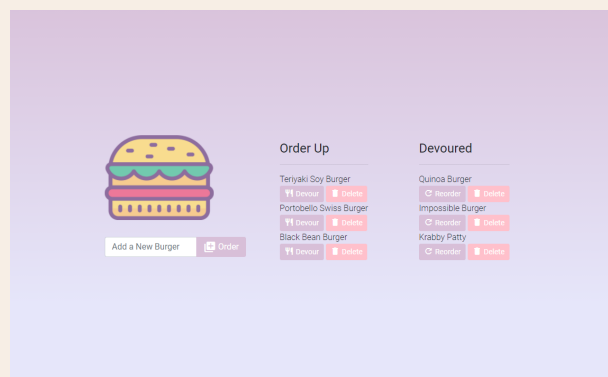 Order Up
Teriyaki Soy Burger
Devour Delete
Portobello Swiss Burger
Devour Delete
Black Bean Burger
Devour Delete
Devoured
Quinoa Burger
Reorder Delete
Impossible Burger
Reorder Delete
Krabby Patty
Reorder Delete
Add a New Burger Order